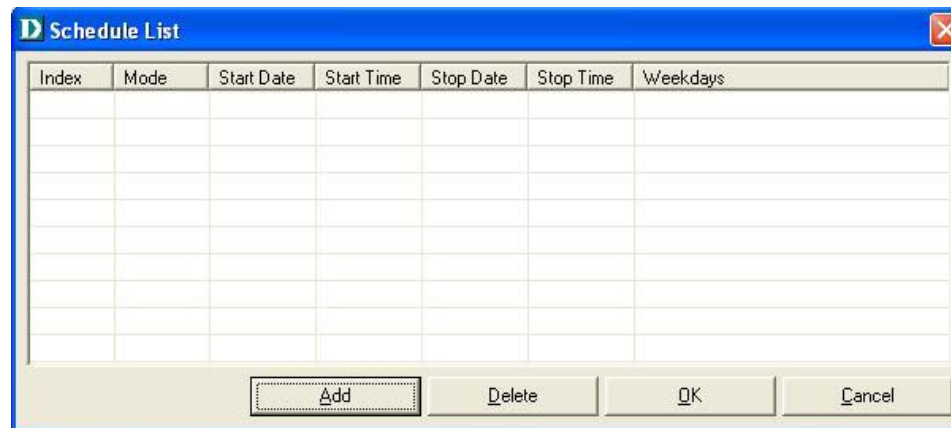 D Schedule List
Index Mode Start Date Start Time Stop Date Stop Time Weekdays
Add Delete OK Cancel